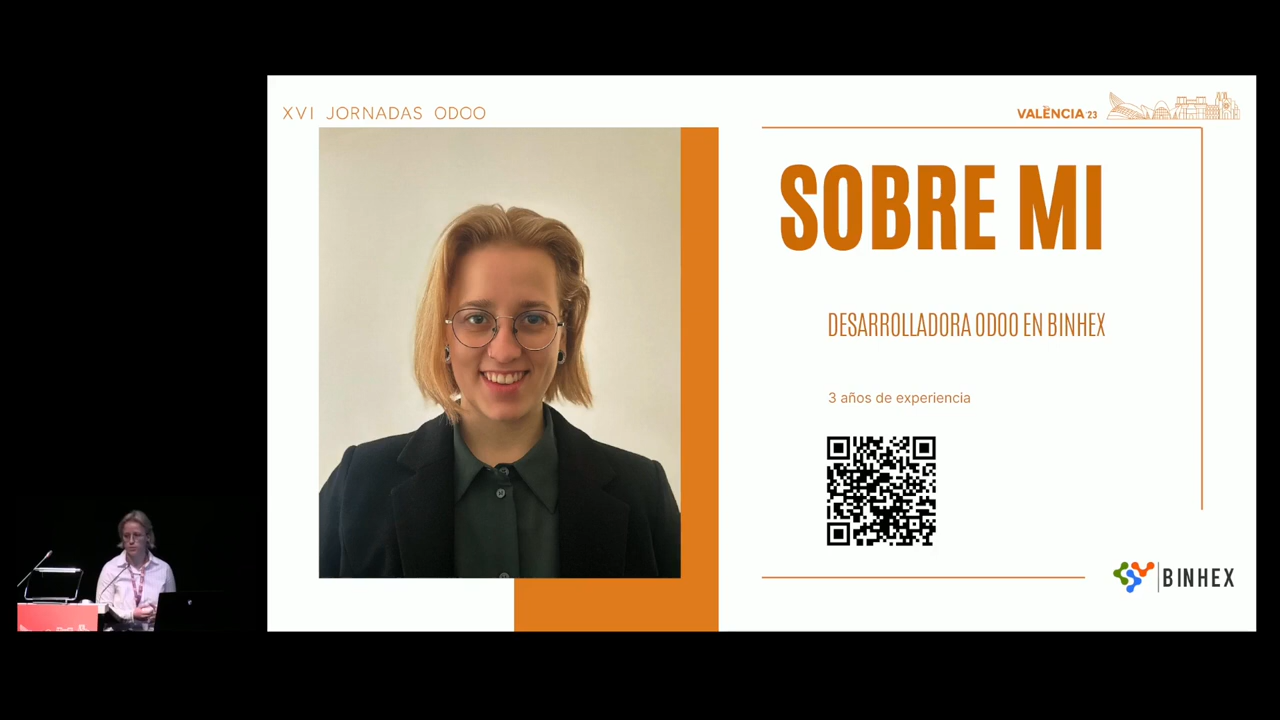 XVI JORNADAS ODOO
VALÈNCIA '23
SOBRE MI
DESARROLLADORA ODOO EN BINHEX
3 años de experiencia
BINHEX